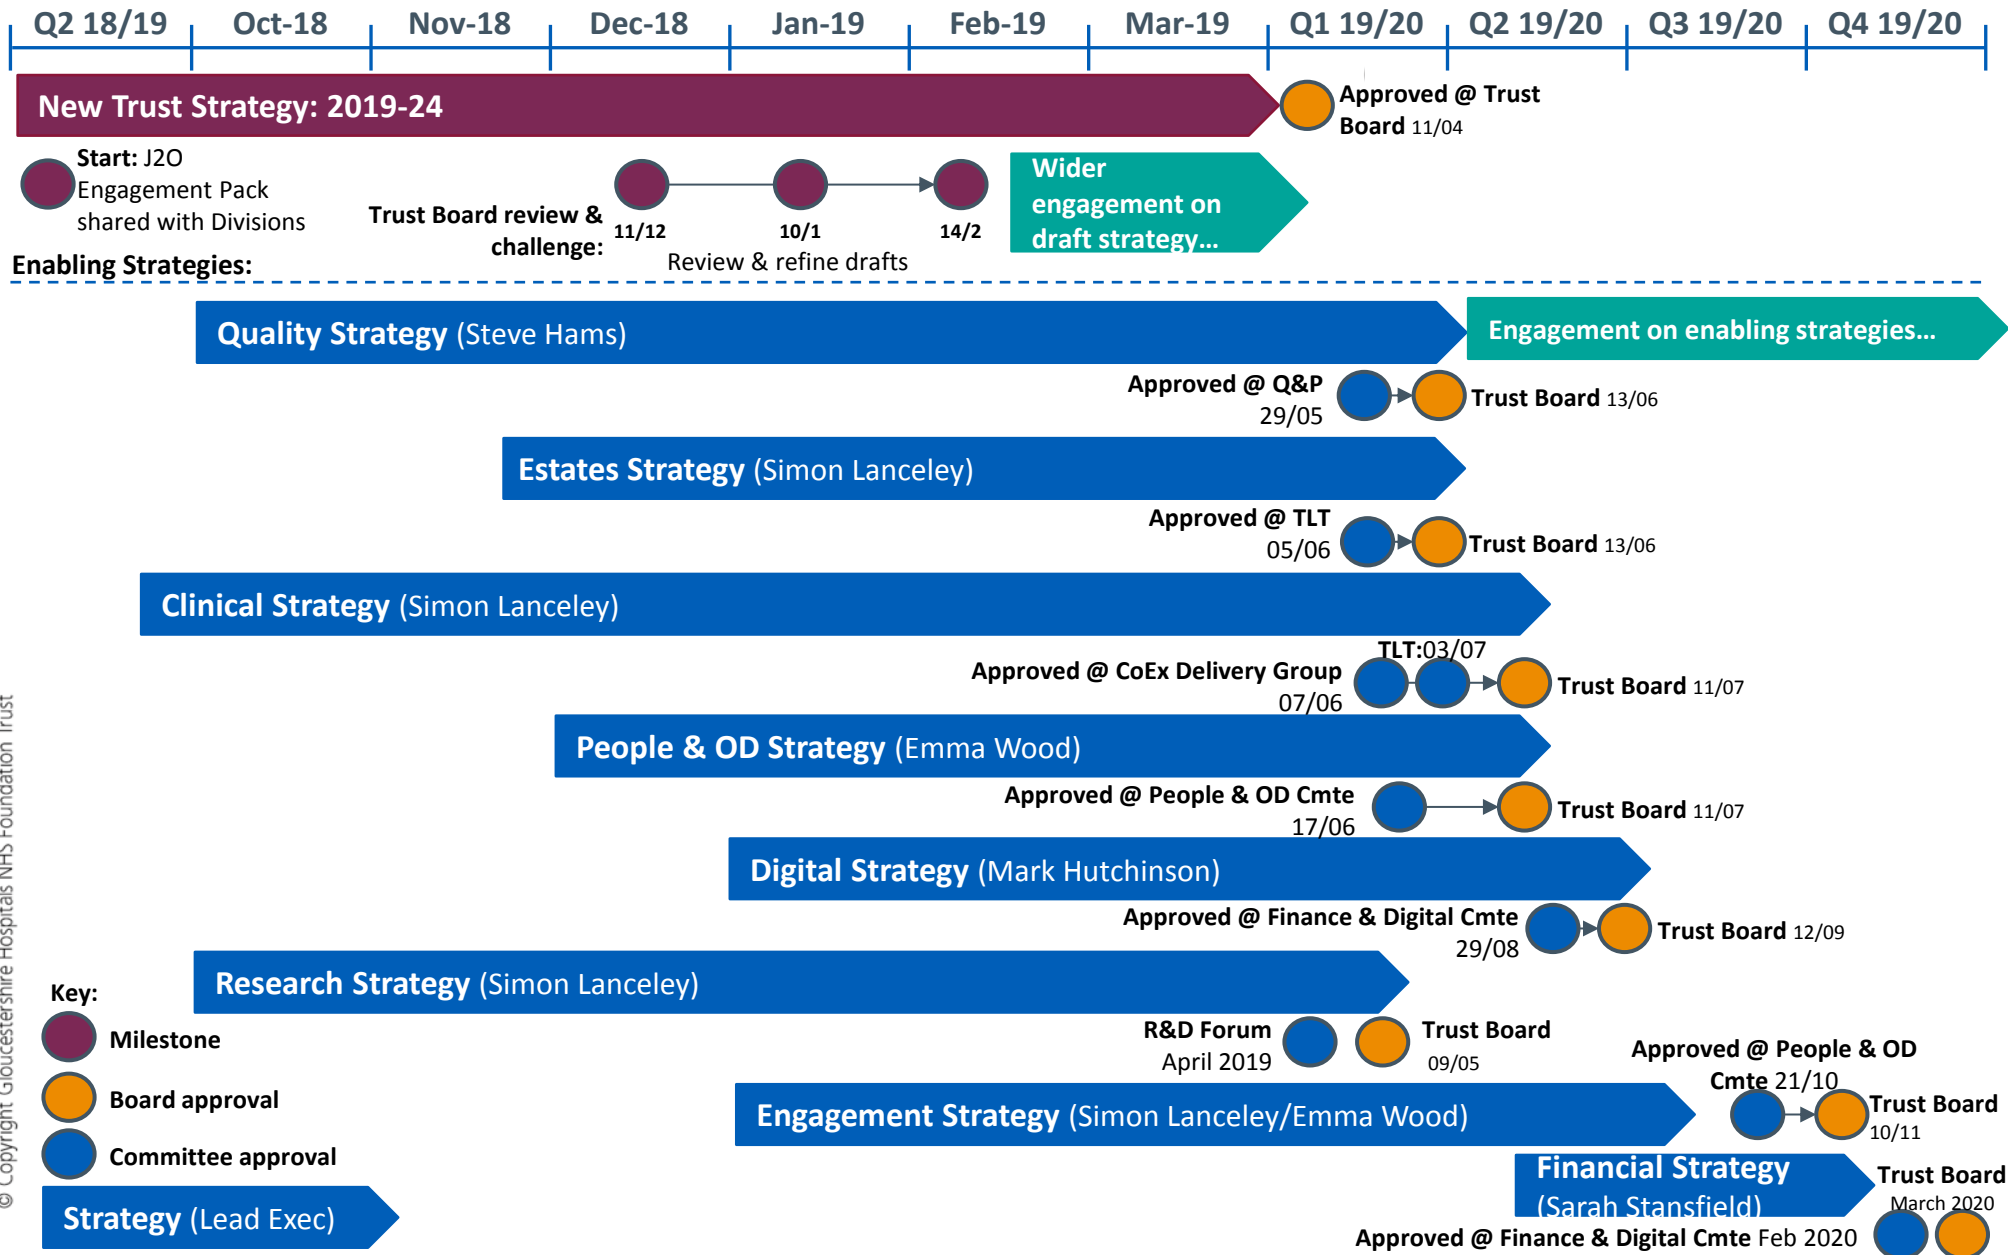 Q2 18/19 Oct-18 Nov-18 Dec-18 Jan-19 Feb-19 Mar-19 Q1 19/20 Q2 19/20 Q3 19/20 Q4 19/20
New Trust Strategy: 2019-24
Approved @ Trust
Board 11/04
Start: J2O
Engagement Pack
shared with Divisions
Trust Board review &
challenge:
11/12
10/1
14/2
Review & refine drafts
Wider
engagement on
draft strategy...
Enabling Strategies:
Quality Strategy (Steve Hams)
Engagement on enabling strategies...
Approved @ Q&P
29/05
Trust Board 13/06
Estates Strategy (Simon Lanceley)
Approved @ TLT
05/06
Trust Board 13/06
Clinical Strategy (Simon Lanceley)
TLT:03/07
Approved @ CoEx Delivery Group
07/06
Trust Board 11/07
People & OD Strategy (Emma Wood)
Approved @ People & OD Cmte
17/06
Trust Board 11/07
Digital Strategy (Mark Hutchinson)
Approved @ Finance & Digital Cmte
29/08
Trust Board 12/09
Research Strategy (Simon Lanceley)
R&D Forum
April 2019
Trust Board
09/05
Approved @ People & OD
Cmte 21/10
Engagement Strategy (Simon Lanceley/Emma Wood)
Trust Board
10/11
Financial Strategy
(Sarah Stansfield)
Trust Board
March 2020
Approved @ Finance & Digital Cmte Feb 2020
Key:
Milestone
Board approval
Committee approval
Strategy (Lead Exec)
© Copyright Gloucestershire Hospitals NHS Foundation Trust